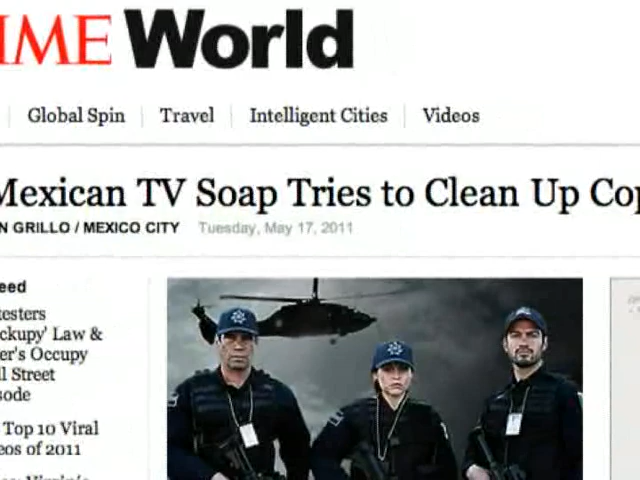 IME World
Global Spin Travel Intelligent Cities Videos
Mexican TV Soap Tries to Clean Up Cop
N GRILLO / MEXICO CITY Tuesday, May 17, 2011
eed
testers
ckupy' Law &
er's Occupy
ll Street
sode
Top 10 Viral
eos of 2011